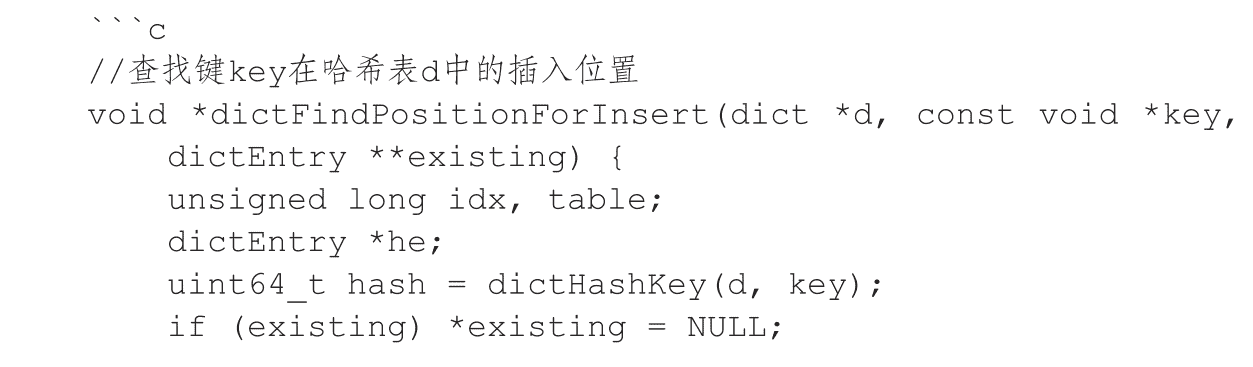 ```c
//查找键key在哈希表d中的插入位置
void *dictFindPositionForInsert(dict *d, const void *key,
    dictEntry **existing) {
    unsigned long idx, table;
    dictEntry *he;
    uint64_t hash = dictHashKey(d, key);
    if (existing) *existing = NULL;